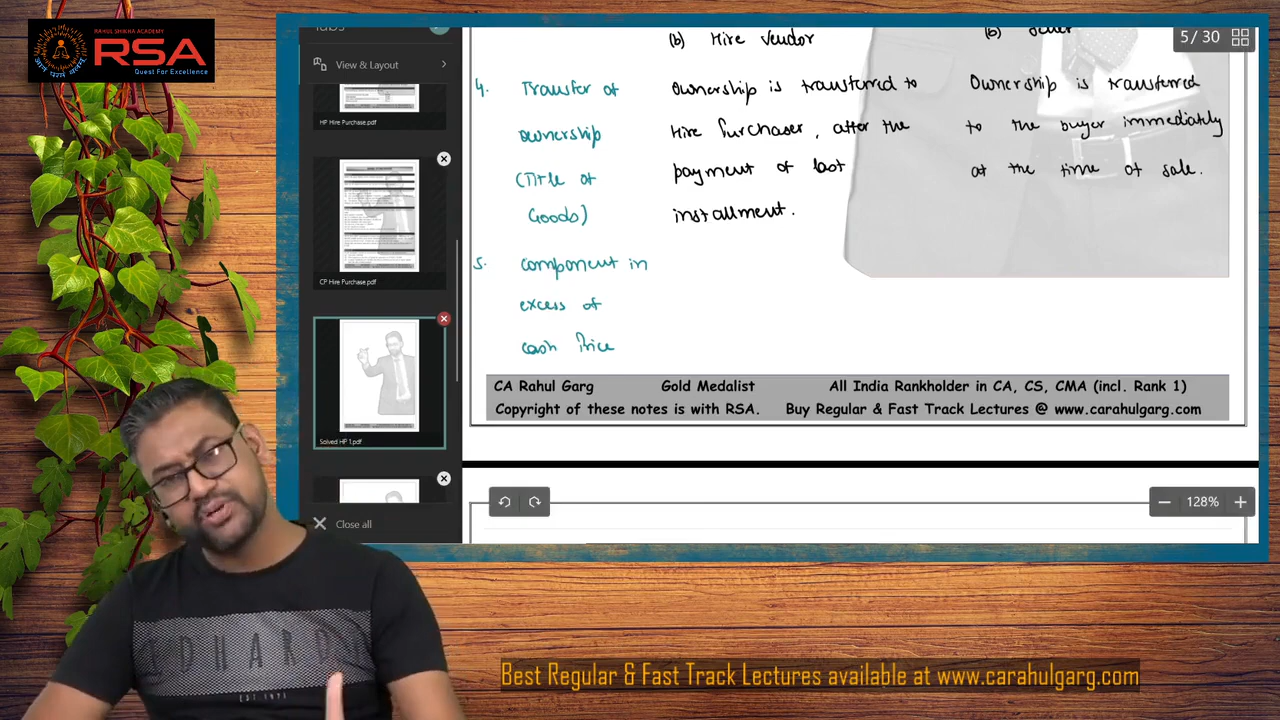 RAHUL SHIKHA ACADEMY
RSA
Quest For Excellence
View & Layout
HP Hire Purchase.pdf
CP Hire Purchase.pdf
Solved HP 1.pdf
Close all
5 / 30
(b) Hire Vendor
(b) Seller
4. Transfer of ownership is transferred to Ownership is transferred
ownership Hire Purchaser, after the to the buyer immediately
(Title of payment of last at the time of sale.
Goods) installment.
5. component in
excess of
cash Price
CA Rahul Garg Gold Medalist All India Rankholder in CA, CS, CMA (incl. Rank 1)
Copyright of these notes is with RSA. Buy Regular & Fast Track Lectures @ www.carahulgarg.com
128%
Best Regular & Fast Track Lectures available at www.carahulgarg.com